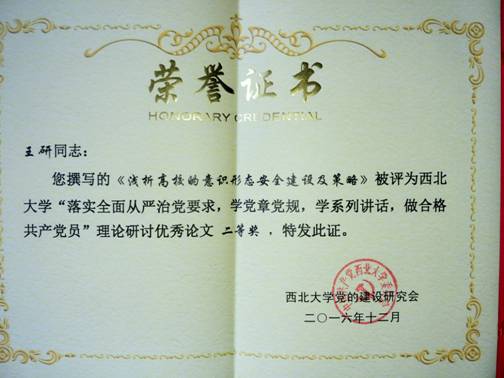 荣誉证书
HONORARY CRUDENTIAL
王研同志：
您撰写的《浅析高校的意识形态安全建设及策略》被评为西北
大学“落实全面从严治党要求，学党章党规，学系列讲话，做合格
共产党员”理论研讨优秀论文 二等奖 ，特发此证。
西北大学党的建设研究会
二〇一六年十二月